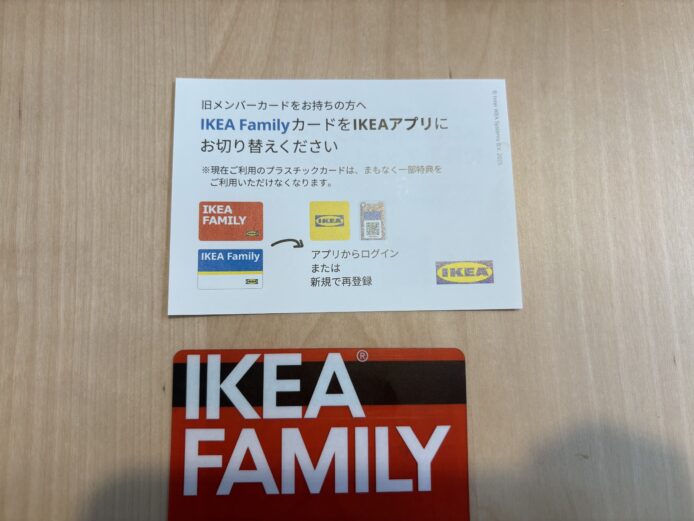 旧メンバーカードをお持ちの方へ
IKEA FamilyカードをIKEAアプリに
お切り替えください
※現在ご利用のプラスチックカードは、まもなく一部特典を
ご利用いただけなくなります。
IKEA
FAMILY
IKEA
IKEA Family
アプリからログイン
または
新規で再登録
IKEA
© Inter IKEA Systems B.V. 2025
IKEA®
FAMILY